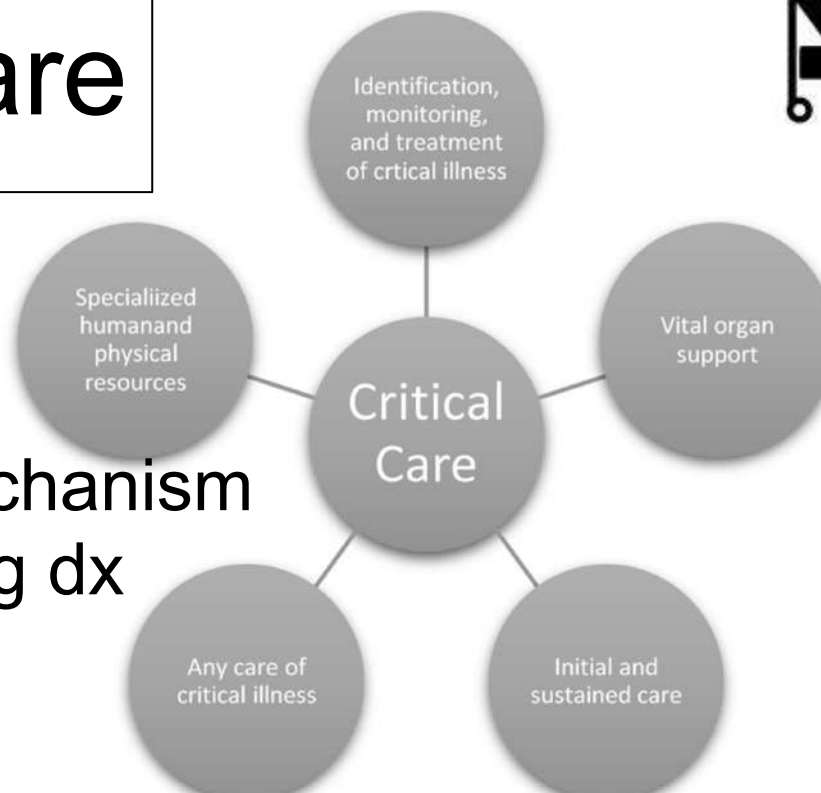 are
Identification,
monitoring,
and treatment
of crtical illness
Specialiized
humanand
physical
resources
Vital organ
support
Critical
Care
chanism
g dx
Any care of
critical illness
Initial and
sustained care